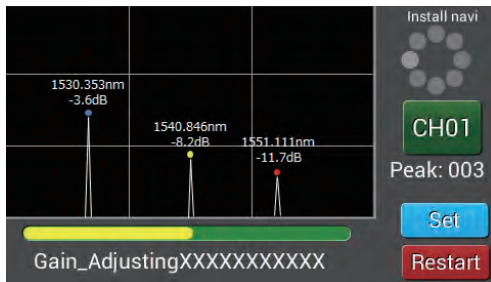 Install navi
1530.353nm
-3.6dB
1540.846nm
-8.2dB
1551.111nm
-11.7dB
CH01
Peak: 003
Set
Gain_AdjustingXXXXXXXXXXX
Restart